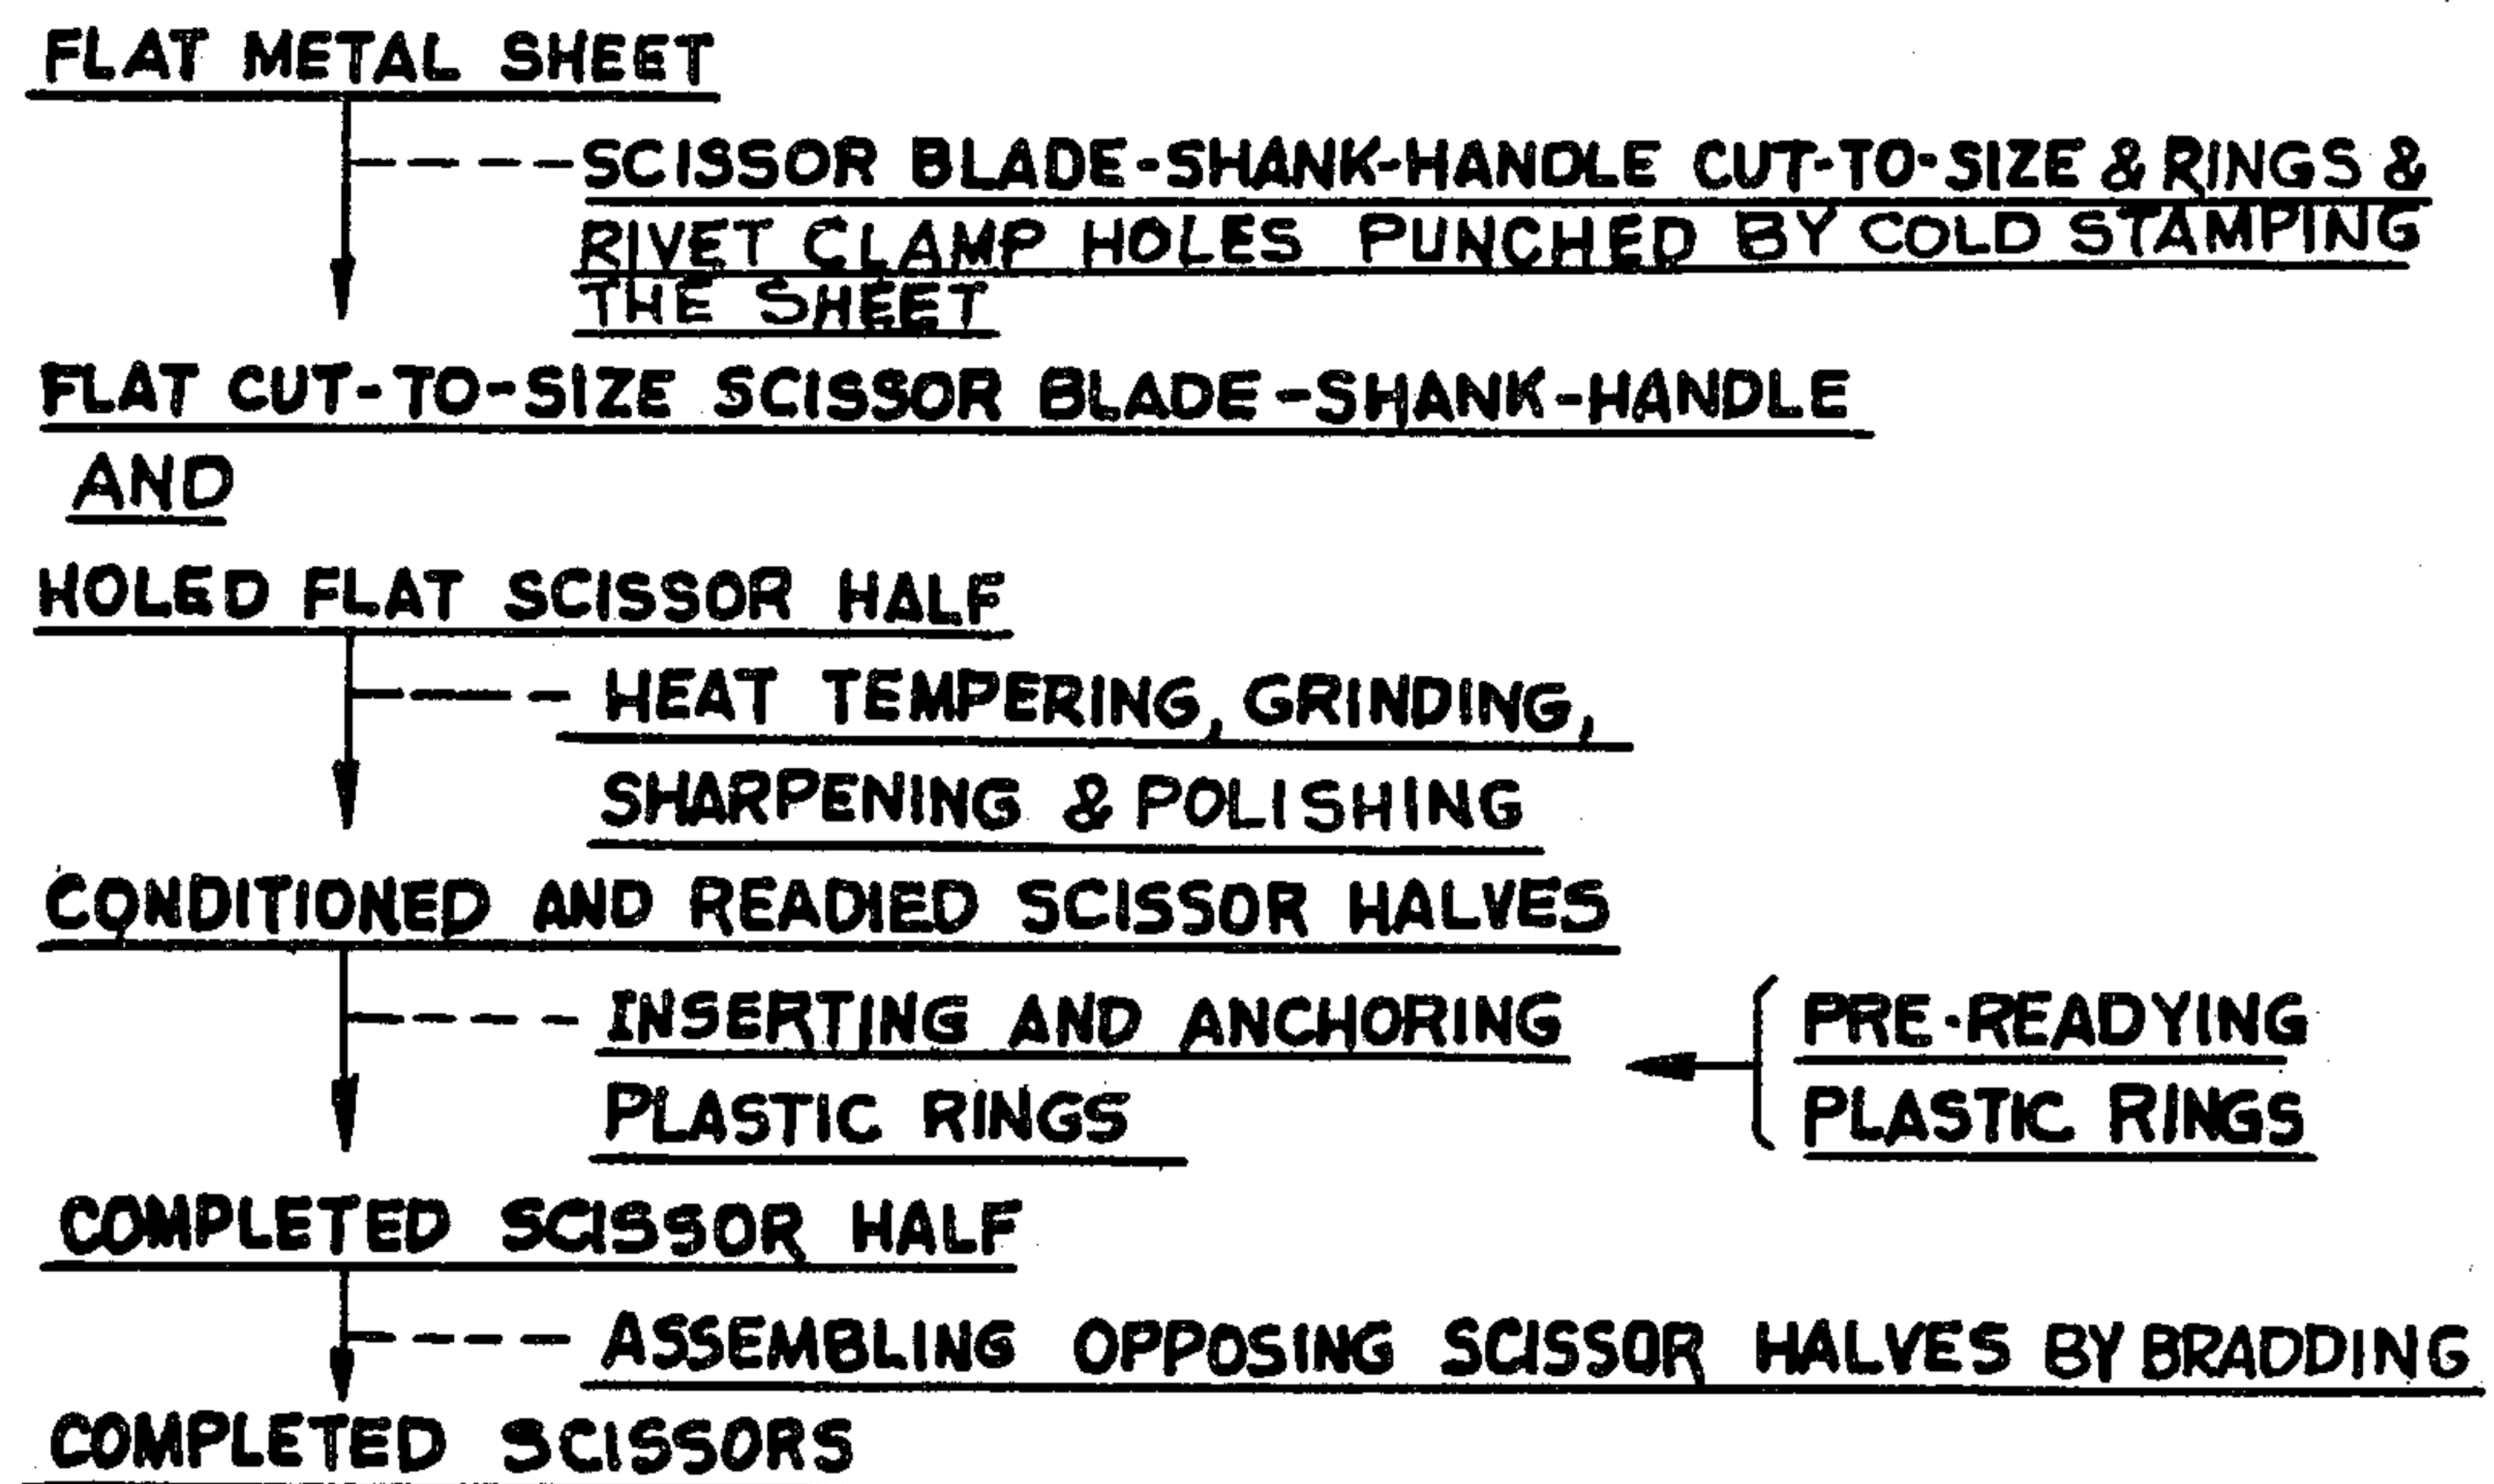 FLAT METAL SHEET
SCISSOR BLADE-SHANK-HANDLE CUT-TO-SIZE & RINGS &
RIVET CLAMP HOLES PUNCHED BY COLD STAMPING
THE SHEET
FLAT CUT-TO-SIZE SCISSOR BLADE-SHANK-HANDLE
AND
HOLED FLAT SCISSOR HALF
HEAT TEMPERING, GRINDING,
SHARPENING & POLISHING
CONDITIONED AND READIED SCISSOR HALVES
INSERTING AND ANCHORING
PLASTIC RINGS
PRE-READYING
PLASTIC RINGS
COMPLETED SCISSOR HALF
ASSEMBLING OPPOSING SCISSOR HALVES BY BRADDING
COMPLETED SCISSORS